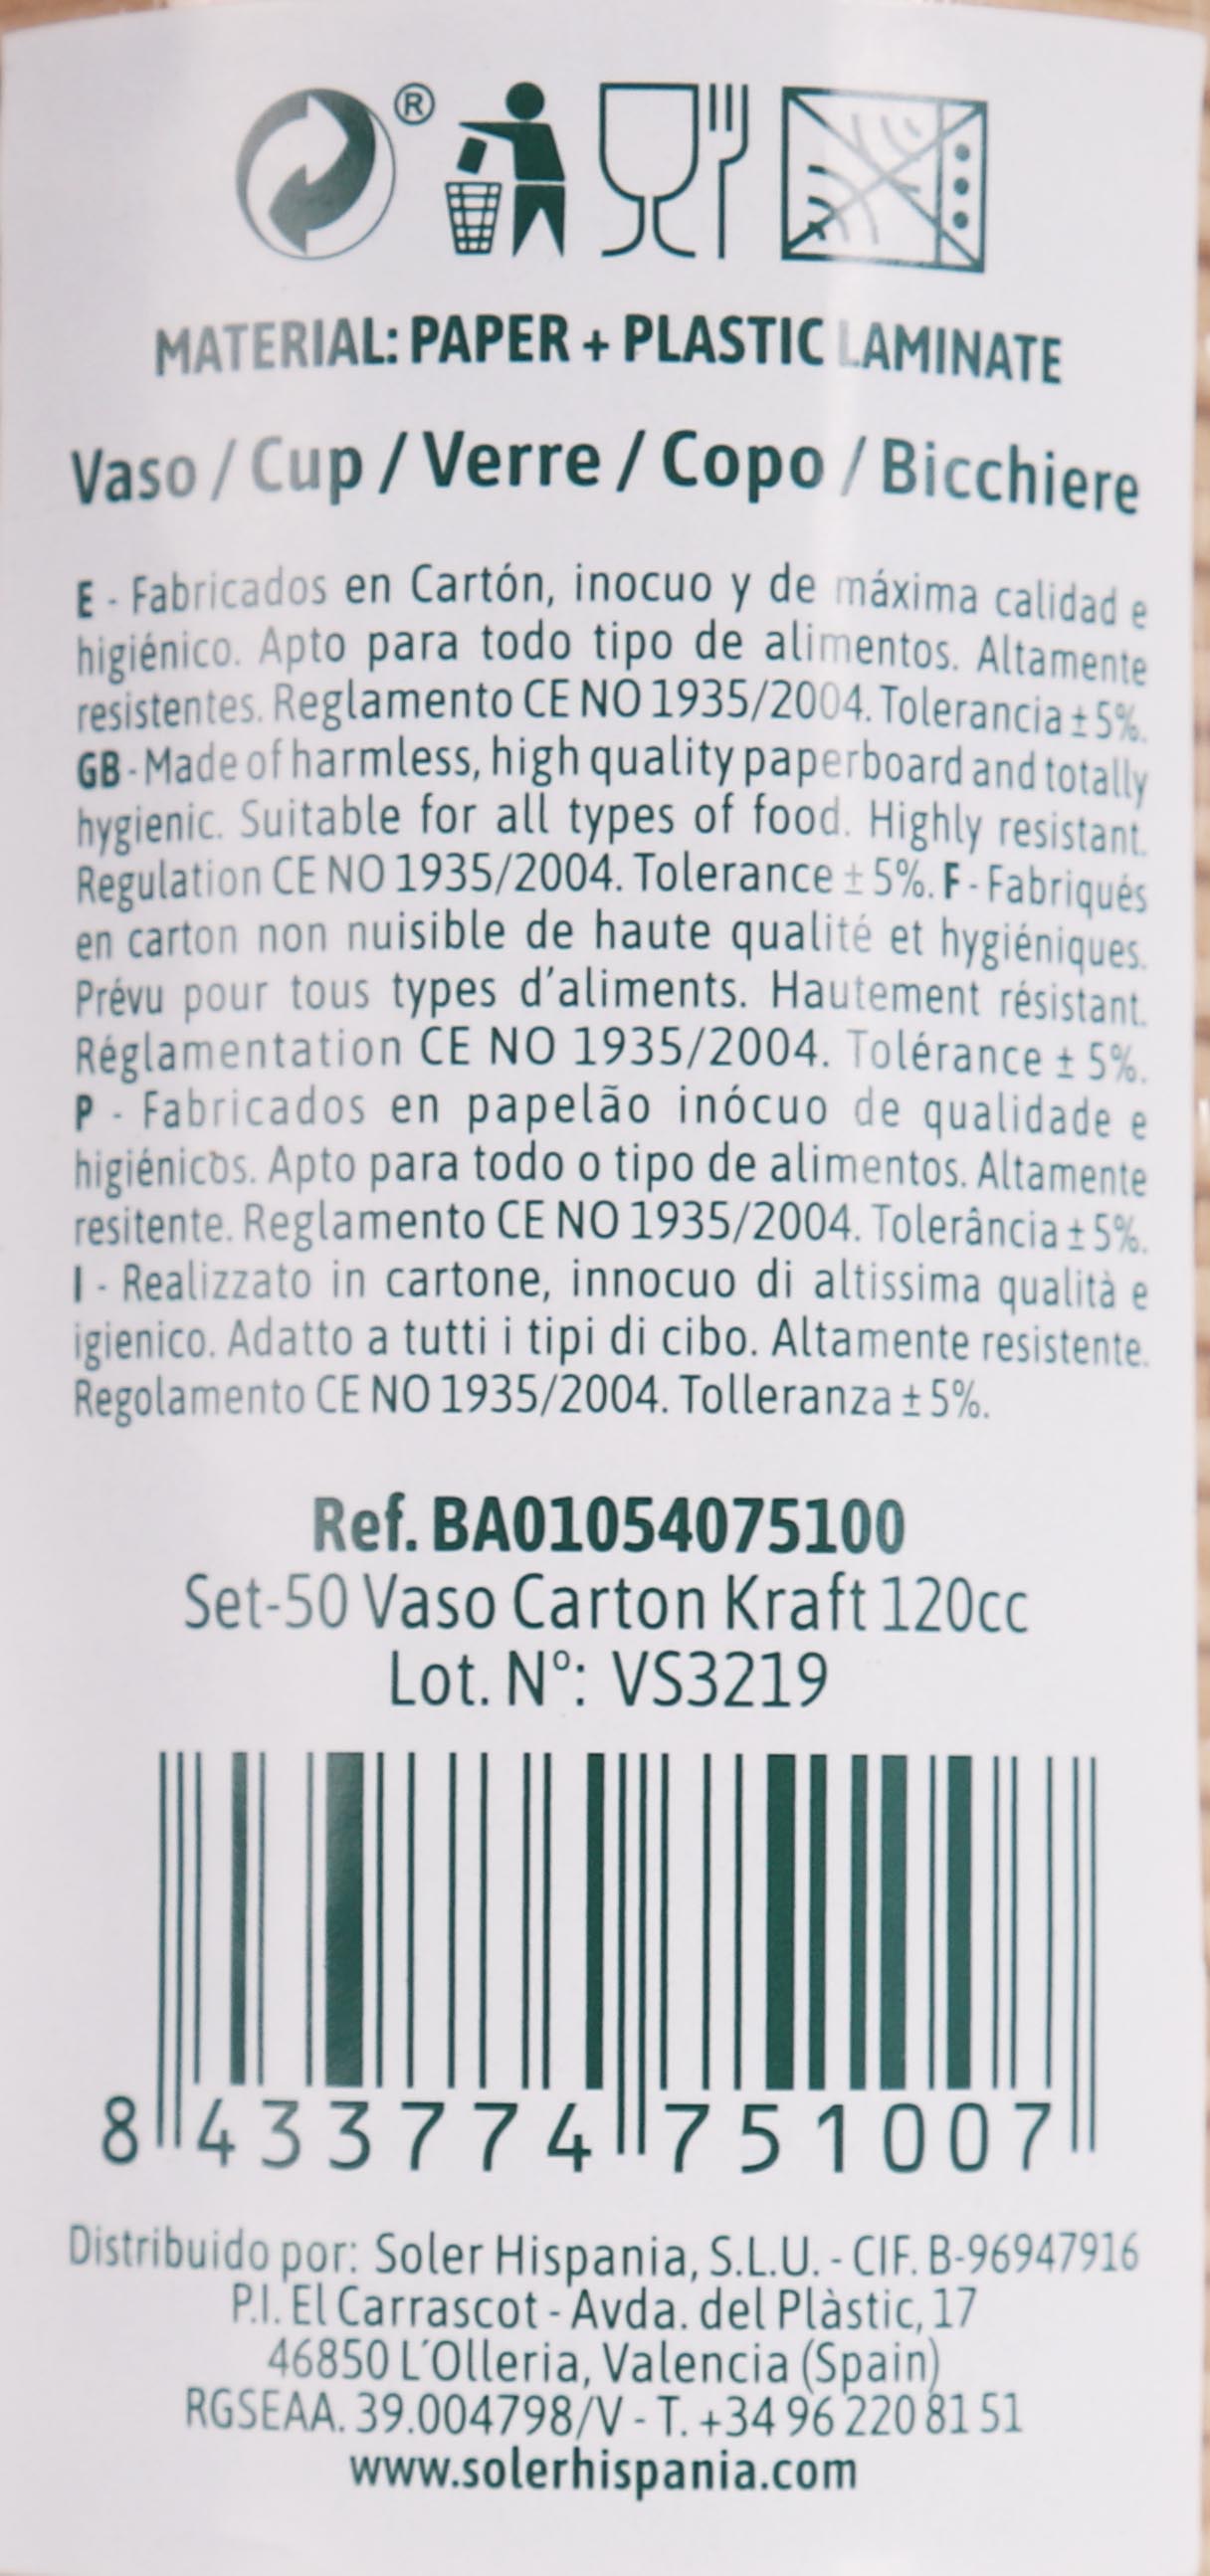 ®
MATERIAL: PAPER + PLASTIC LAMINATE
Vaso / Cup / Verre / Copo / Bicchiere
E - Fabricados en Cartón, inocuo y de máxima calidad e
higiénico. Apto para todo tipo de alimentos. Altamente
resistentes. Reglamento CE NO 1935/2004. Tolerancia ± 5%.
GB - Made of harmless, high quality paperboard and totally
hygienic. Suitable for all types of food. Highly resistant.
Regulation CE NO 1935/2004. Tolerance ± 5%. F - Fabriqués
en carton non nuisible de haute qualité et hygiéniques.
Prévu pour tous types d’aliments. Hautement résistant.
Réglamentation CE NO 1935/2004. Tolérance ± 5%.
P - Fabricados en papelão inócuo de qualidade e
higiénicos. Apto para todo o tipo de alimentos. Altamente
resitente. Reglamento CE NO 1935/2004. Tolerância ± 5%.
I - Realizzato in cartone, innocuo di altissima qualità e
igienico. Adatto a tutti i tipi di cibo. Altamente resistente.
Regolamento CE NO 1935/2004. Tolleranza ± 5%.
Ref. BA01054075100
Set-50 Vaso Carton Kraft 120cc
Lot. Nº: VS3219
8 433774 751007
Distribuido por: Soler Hispania, S.L.U. - CIF. B-96947916
P.I. El Carrascot - Avda. del Plàstic, 17
46850 L´Olleria, Valencia (Spain)
RGSEAA. 39.004798/V - T. +34 96 220 81 51
www.solerhispania.com